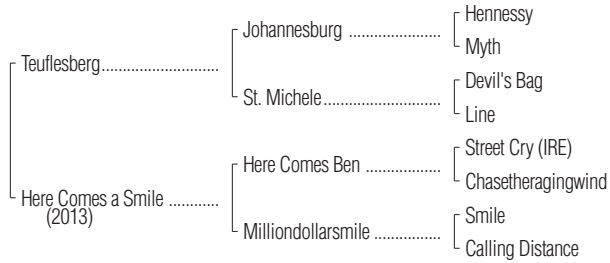 Hennessy
Johannesburg ....................
Myth
Teuflesberg..........................
Devil's Bag
St. Michele..........................
Line
Street Cry (IRE)
Here Comes Ben .................
Chasetheragingwind
Here Comes a Smile ...........
(2013)
Smile
Milliondollarsmile ...............
Calling Distance